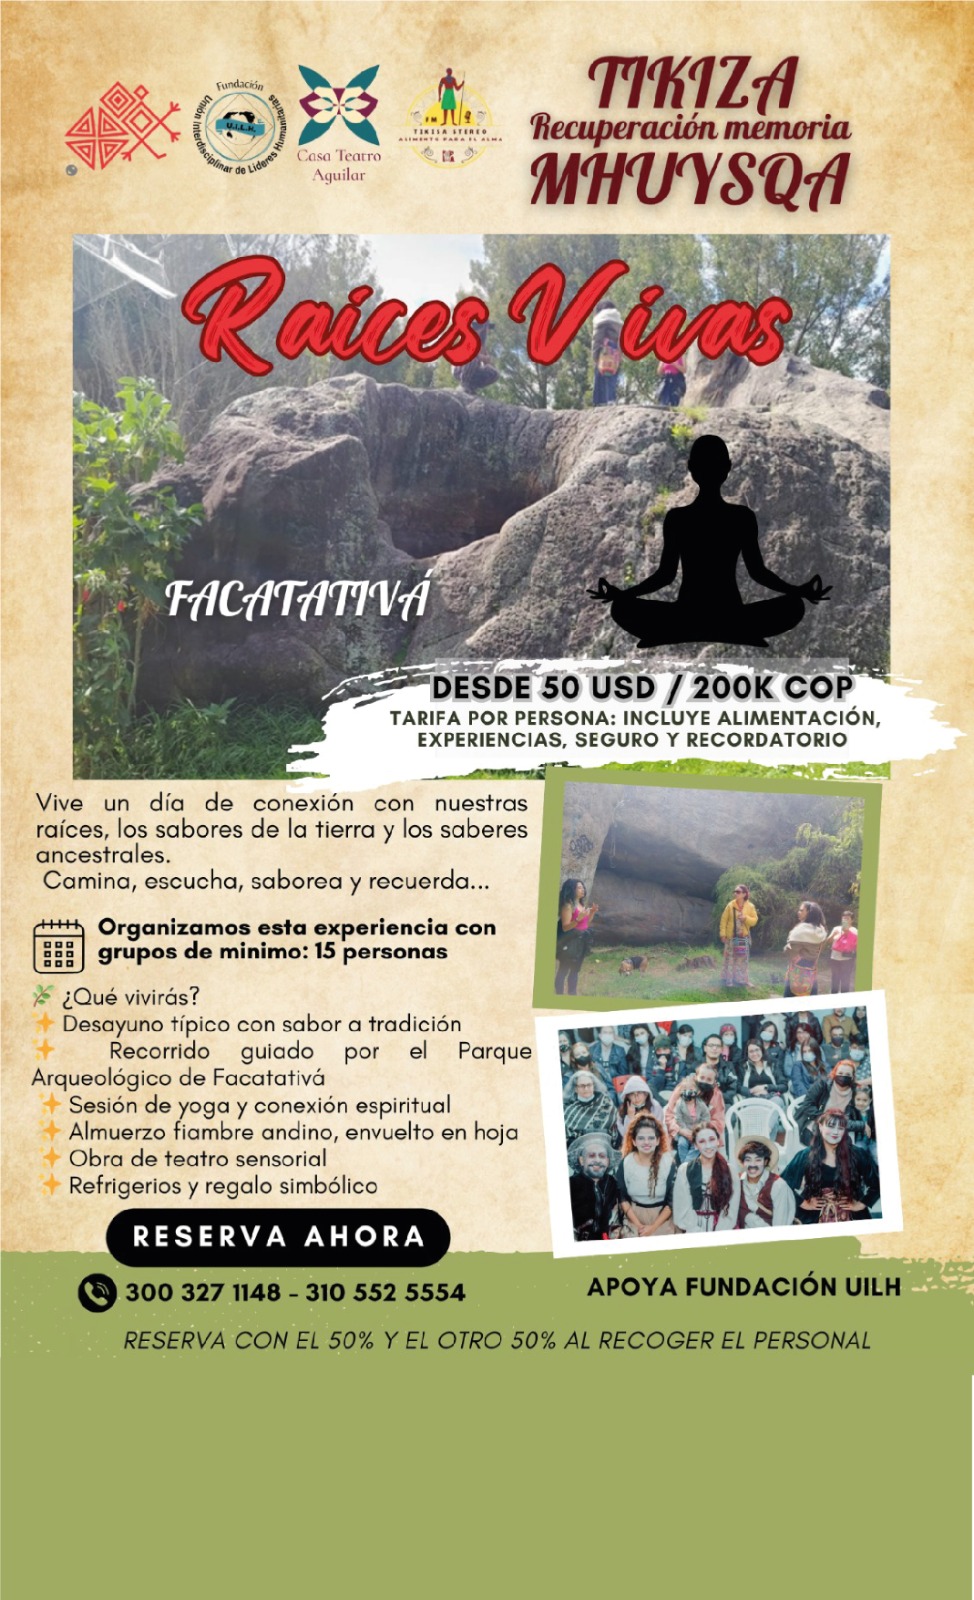 Fundación
Unión Interdisciplinar de Líderes Humanitarios
U.I.L.H.
Casa Teatro
Aguilar
TIKISA STEREO
ALIMENTO PARA EL ALMA
TIKIZA
Recuperación memoria
MHUYSQA
Raíces Vivas
FACATATIVÁ
DESDE 50 USD / 200K COP
TARIFA POR PERSONA: INCLUYE ALIMENTACIÓN,
EXPERIENCIAS, SEGURO Y RECORDATORIO
Vive un día de conexión con nuestras
raíces, los sabores de la tierra y los saberes
ancestrales.
Camina, escucha, saborea y recuerda...
Organizamos esta experiencia con
grupos de minimo: 15 personas
¿Qué vivirás?
Desayuno típico con sabor a tradición
Recorrido guiado por el Parque
Arqueológico de Facatativá
Sesión de yoga y conexión espiritual
Almuerzo fiambre andino, envuelto en hoja
Obra de teatro sensorial
Refrigerios y regalo simbólico
RESERVA AHORA
300 327 1148 - 310 552 5554
APOYA FUNDACIÓN UILH
RESERVA CON EL 50% Y EL OTRO 50% AL RECOGER EL PERSONAL